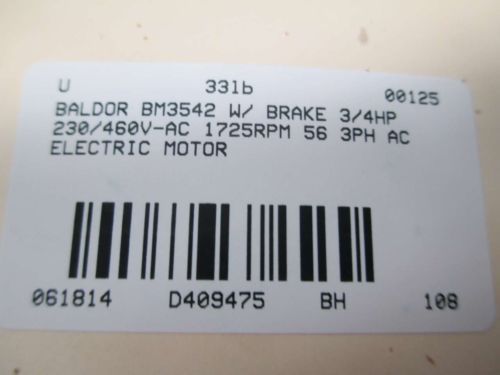 U 33lb 00125
BALDOR BM3542 W/ BRAKE 3/4HP
230/460V-AC 1725RPM 56 3PH AC
ELECTRIC MOTOR
061814 D409475 BH 108